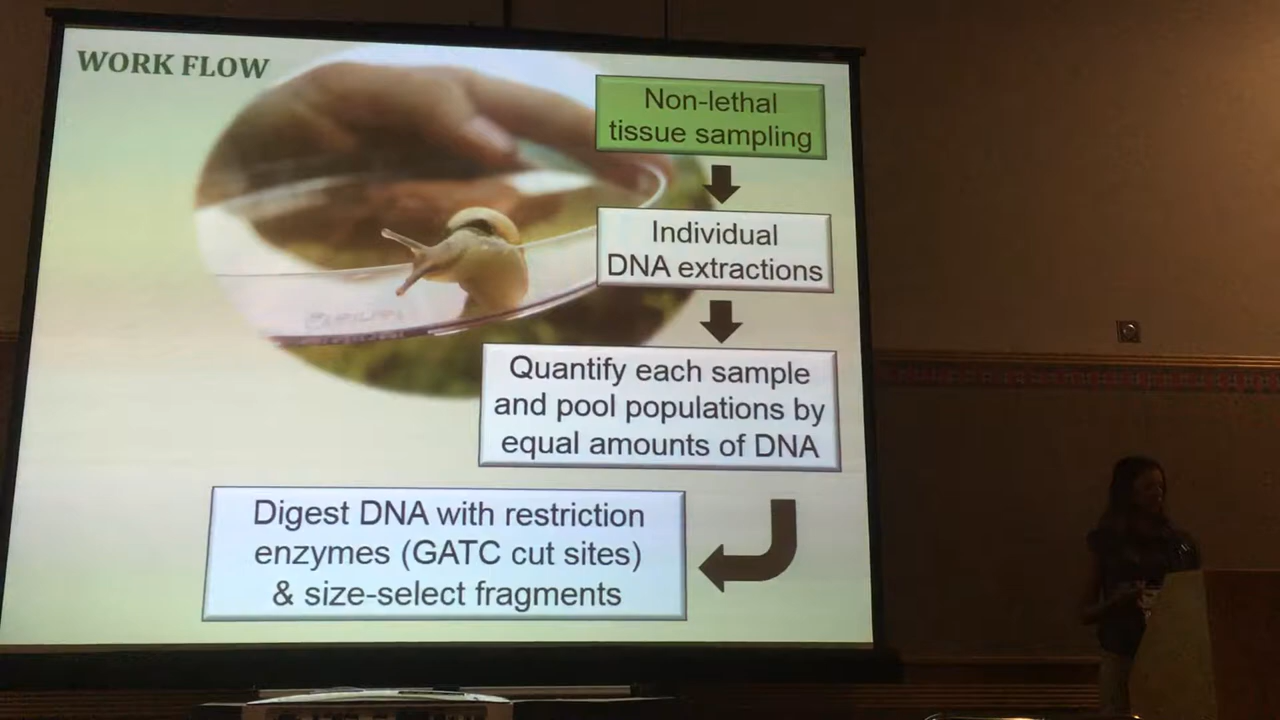 WORK FLOW
Non-lethal
tissue sampling
Individual
DNA extractions
Quantify each sample
and pool populations by
equal amounts of DNA
Digest DNA with restriction
enzymes (GATC cut sites)
& size-select fragments